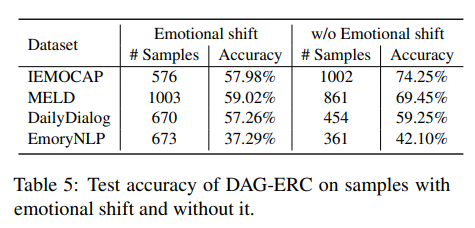 Dataset Emotional shift w/o Emotional shift
# Samples Accuracy # Samples Accuracy
IEMOCAP 576 57.98% 1002 74.25%
MELD 1003 59.02% 861 69.45%
DailyDialog 670 57.26% 454 59.25%
EmoryNLP 673 37.29% 361 42.10%
Table 5: Test accuracy of DAG-ERC on samples with
emotional shift and without it.